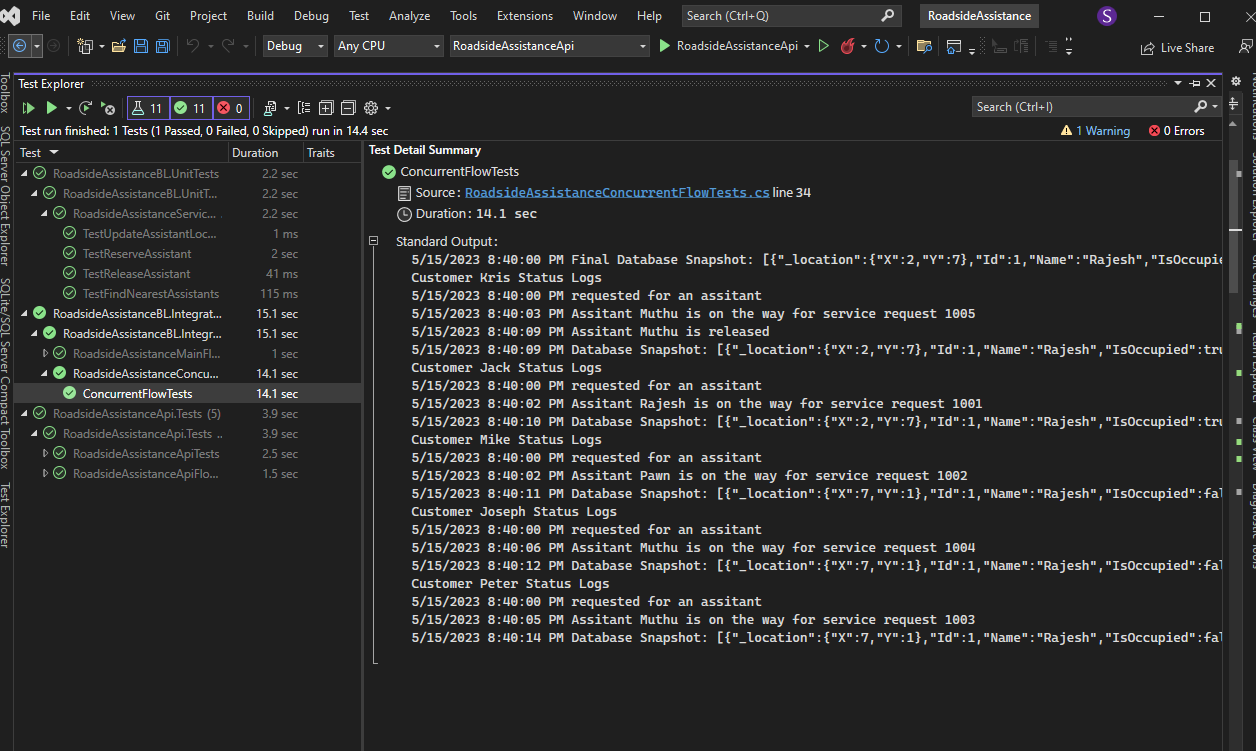 File Edit View Git Project Build Debug Test Analyze Tools Extensions Window Help Search (Ctrl+Q) RoadsideAssistance S
Debug Any CPU RoadsideAssistanceApi RoadsideAssistanceApi Live Share
Toolbox
SQL Server Object Explorer
SQLite/SQL Server Compact Toolbox
Test Explorer
Test Explorer
11 11 0 Search (Ctrl+I)
Test run finished: 1 Tests (1 Passed, 0 Failed, 0 Skipped) run in 14.4 sec 1 Warning 0 Errors
Test Duration Traits
RoadsideAssistanceBL.UnitTests 2.2 sec
RoadsideAssistanceBL.UnitT... 2.2 sec
RoadsideAssistanceServic... 2.2 sec
TestUpdateAssistantLoc... 1 ms
TestReserveAssistant 2 sec
TestReleaseAssistant 41 ms
TestFindNearestAssistants 115 ms
RoadsideAssistanceBL.Integrat... 15.1 sec
RoadsideAssistanceBL.Integr... 15.1 sec
RoadsideAssistanceMainFl... 1 sec
RoadsideAssistanceConcu... 14.1 sec
ConcurrentFlowTests 14.1 sec
RoadsideAssistanceApi.Tests (5) 3.9 sec
RoadsideAssistanceApi.Tests .. 3.9 sec
RoadsideAssistanceApiTests 2.5 sec
RoadsideAssistanceApiFlo... 1.5 sec
Test Detail Summary
ConcurrentFlowTests
Source: RoadsideAssistanceConcurrentFlowTests.cs line 34
Duration: 14.1 sec
Standard Output:
5/15/2023 8:40:00 PM Final Database Snapshot: [{"_location":{"X":2,"Y":7},"Id":1,"Name":"Rajesh","IsOccupie
Customer Kris Status Logs
5/15/2023 8:40:00 PM requested for an assitant
5/15/2023 8:40:03 PM Assitant Muthu is on the way for service request 1005
5/15/2023 8:40:09 PM Assitant Muthu is released
5/15/2023 8:40:09 PM Database Snapshot: [{"_location":{"X":2,"Y":7},"Id":1,"Name":"Rajesh","IsOccupied":tru
Customer Jack Status Logs
5/15/2023 8:40:00 PM requested for an assitant
5/15/2023 8:40:02 PM Assitant Rajesh is on the way for service request 1001
5/15/2023 8:40:10 PM Database Snapshot: [{"_location":{"X":2,"Y":7},"Id":1,"Name":"Rajesh","IsOccupied":tru
Customer Mike Status Logs
5/15/2023 8:40:00 PM requested for an assitant
5/15/2023 8:40:02 PM Assitant Pawn is on the way for service request 1002
5/15/2023 8:40:11 PM Database Snapshot: [{"_location":{"X":7,"Y":1},"Id":1,"Name":"Rajesh","IsOccupied":fal
Customer Joseph Status Logs
5/15/2023 8:40:00 PM requested for an assitant
5/15/2023 8:40:06 PM Assitant Muthu is on the way for service request 1004
5/15/2023 8:40:12 PM Database Snapshot: [{"_location":{"X":7,"Y":1},"Id":1,"Name":"Rajesh","IsOccupied":fal
Customer Peter Status Logs
5/15/2023 8:40:00 PM requested for an assitant
5/15/2023 8:40:05 PM Assitant Muthu is on the way for service request 1003
5/15/2023 8:40:14 PM Database Snapshot: [{"_location":{"X":7,"Y":1},"Id":1,"Name":"Rajesh","IsOccupied":fal